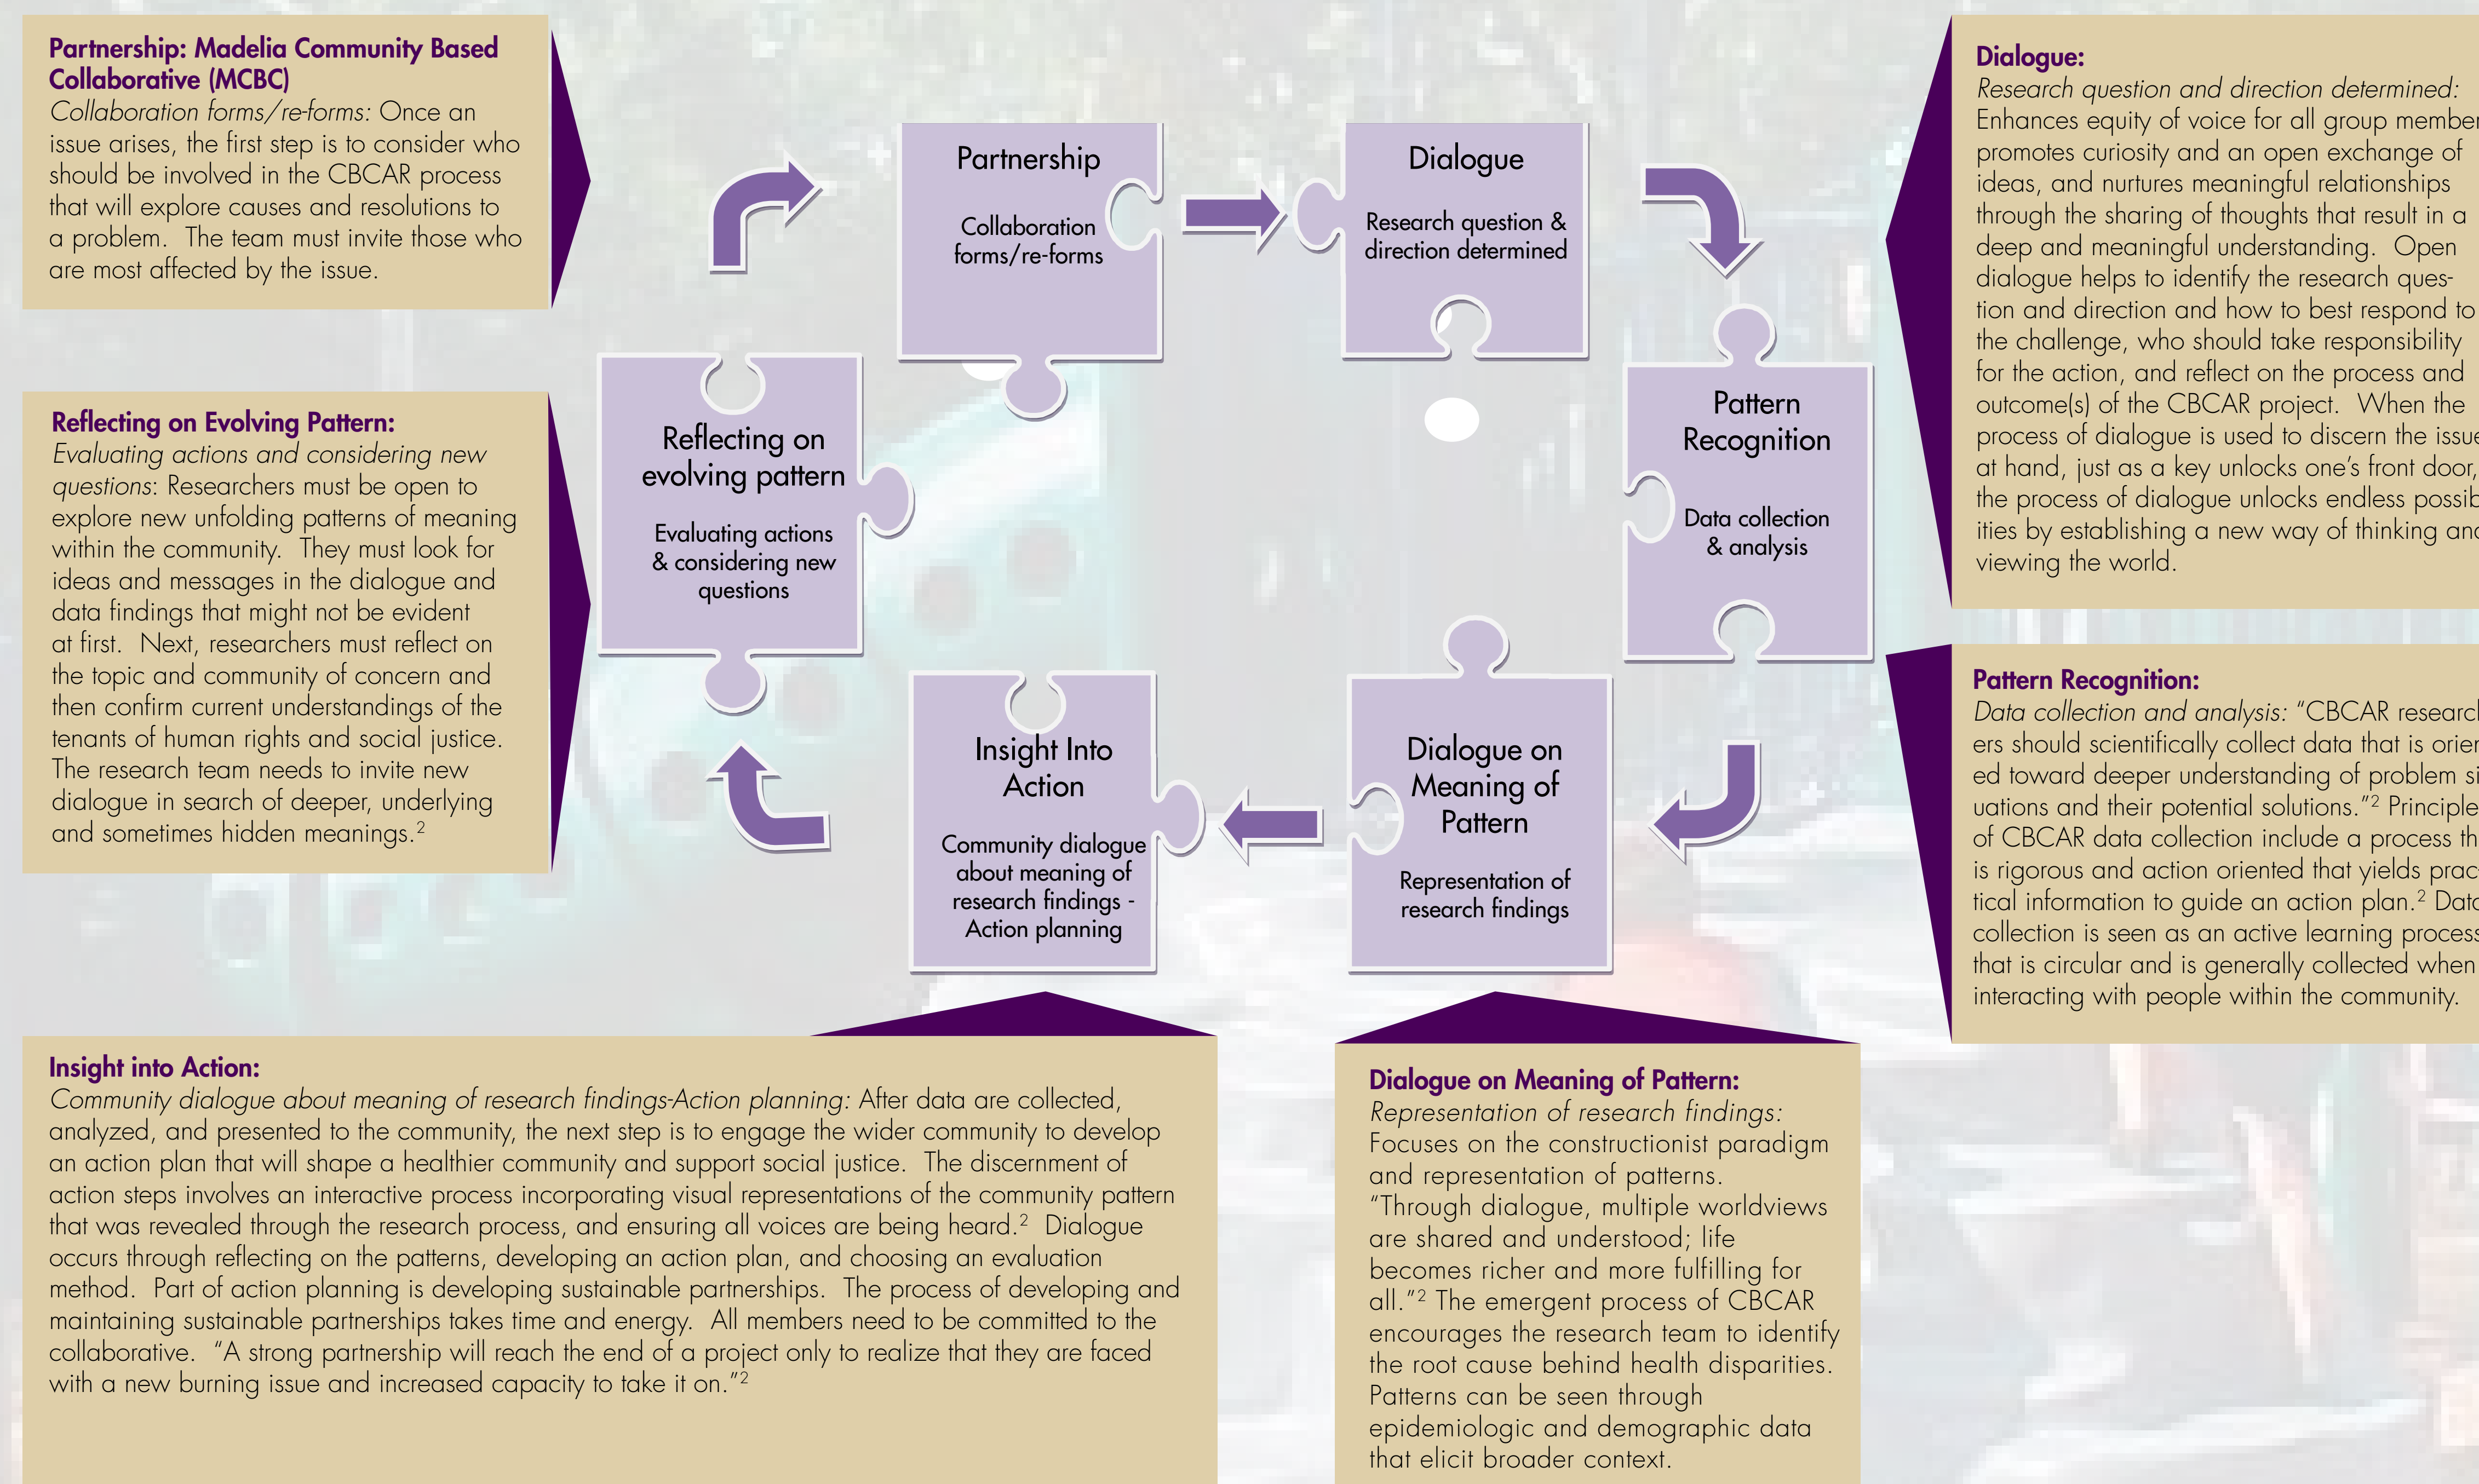 Partnership: Madelia Community Based
Collaborative (MCBC)
Collaboration forms/re-forms: Once an
issue arises, the first step is to consider who
should be involved in the CBCAR process
that will explore causes and resolutions to
a problem. The team must invite those who
are most affected by the issue.
Reflecting on Evolving Pattern:
Evaluating actions and considering new
questions: Researchers must be open to
explore new unfolding patterns of meaning
within the community. They must look for
ideas and messages in the dialogue and
data findings that might not be evident
at first. Next, researchers must reflect on
the topic and community of concern and
then confirm current understandings of the
tenants of human rights and social justice.
The research team needs to invite new
dialogue in search of deeper, underlying
and sometimes hidden meanings.²
Partnership
Collaboration
forms/re-forms
Dialogue
Research question &
direction determined
Pattern
Recognition
Data collection
& analysis
Dialogue on
Meaning of
Pattern
Representation of
research findings
Insight Into
Action
Community dialogue
about meaning of
research findings -
Action planning
Reflecting on
evolving pattern
Evaluating actions
& considering new
questions
Dialogue:
Research question and direction determined:
Enhances equity of voice for all group member
promotes curiosity and an open exchange of
ideas, and nurtures meaningful relationships
through the sharing of thoughts that result in a
deep and meaningful understanding. Open
dialogue helps to identify the research ques-
tion and direction and how to best respond to
the challenge, who should take responsibility
for the action, and reflect on the process and
outcome(s) of the CBCAR project. When the
process of dialogue is used to discern the issue
at hand, just as a key unlocks one's front door,
the process of dialogue unlocks endless possib
ities by establishing a new way of thinking and
viewing the world.
Pattern Recognition:
Data collection and analysis: "CBCAR research
ers should scientifically collect data that is orien
ed toward deeper understanding of problem si
uations and their potential solutions."² Principle
of CBCAR data collection include a process th
is rigorous and action oriented that yields prac-
tical information to guide an action plan.² Data
collection is seen as an active learning process
that is circular and is generally collected when
interacting with people within the community.
Insight into Action:
Community dialogue about meaning of research findings-Action planning: After data are collected,
analyzed, and presented to the community, the next step is to engage the wider community to develop
an action plan that will shape a healthier community and support social justice. The discernment of
action steps involves an interactive process incorporating visual representations of the community pattern
that was revealed through the research process, and ensuring all voices are being heard.² Dialogue
occurs through reflecting on the patterns, developing an action plan, and choosing an evaluation
method. Part of action planning is developing sustainable partnerships. The process of developing and
maintaining sustainable partnerships takes time and energy. All members need to be committed to the
collaborative. "A strong partnership will reach the end of a project only to realize that they are faced
with a new burning issue and increased capacity to take it on."²
Dialogue on Meaning of Pattern:
Representation of research findings:
Focuses on the constructionist paradigm
and representation of patterns.
"Through dialogue, multiple worldviews
are shared and understood; life
becomes richer and more fulfilling for
all."² The emergent process of CBCAR
encourages the research team to identify
the root cause behind health disparities.
Patterns can be seen through
epidemiologic and demographic data
that elicit broader context.